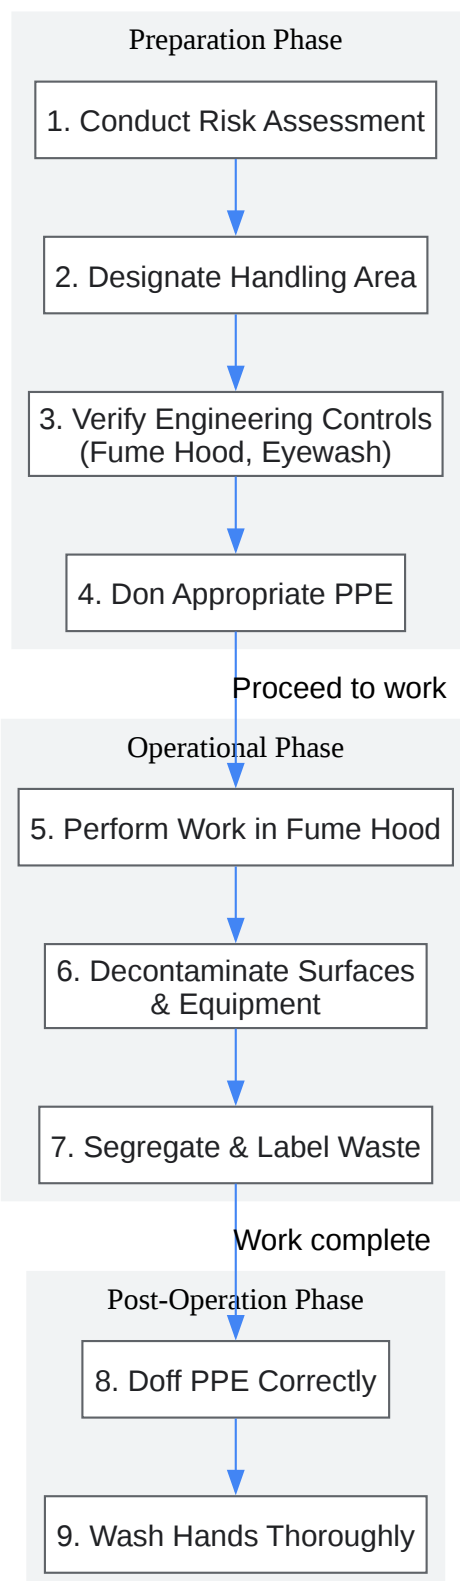 Preparation Phase
1. Conduct Risk Assessment
2. Designate Handling Area
3. Verify Engineering Controls
(Fume Hood, Eyewash)
4. Don Appropriate PPE
Proceed to work
Operational Phase
5. Perform Work in Fume Hood
6. Decontaminate Surfaces
& Equipment
7. Segregate & Label Waste
Work complete
Post-Operation Phase
8. Doff PPE Correctly
9. Wash Hands Thoroughly